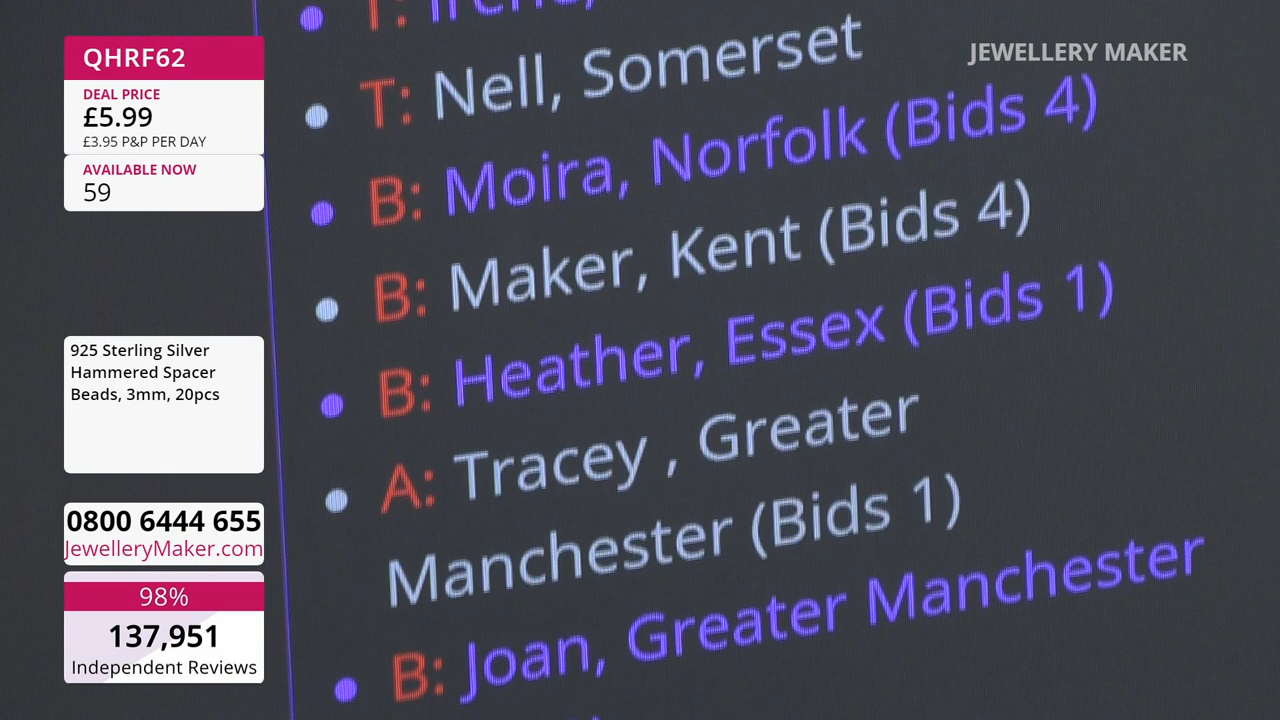 QHRF62
DEAL PRICE
£5.99
£3.95 P&P PER DAY
AVAILABLE NOW
59
925 Sterling Silver
Hammered Spacer
Beads, 3mm, 20pcs
0800 6444 655
JewelleryMaker.com
98%
137,951
Independent Reviews
JEWELLERY MAKER
T: Irene,
T: Nell, Somerset
B: Moira, Norfolk (Bids 4)
B: Maker, Kent (Bids 4)
B: Heather, Essex (Bids 1)
A: Tracey , Greater
Manchester (Bids 1)
B: Joan, Greater Manchester